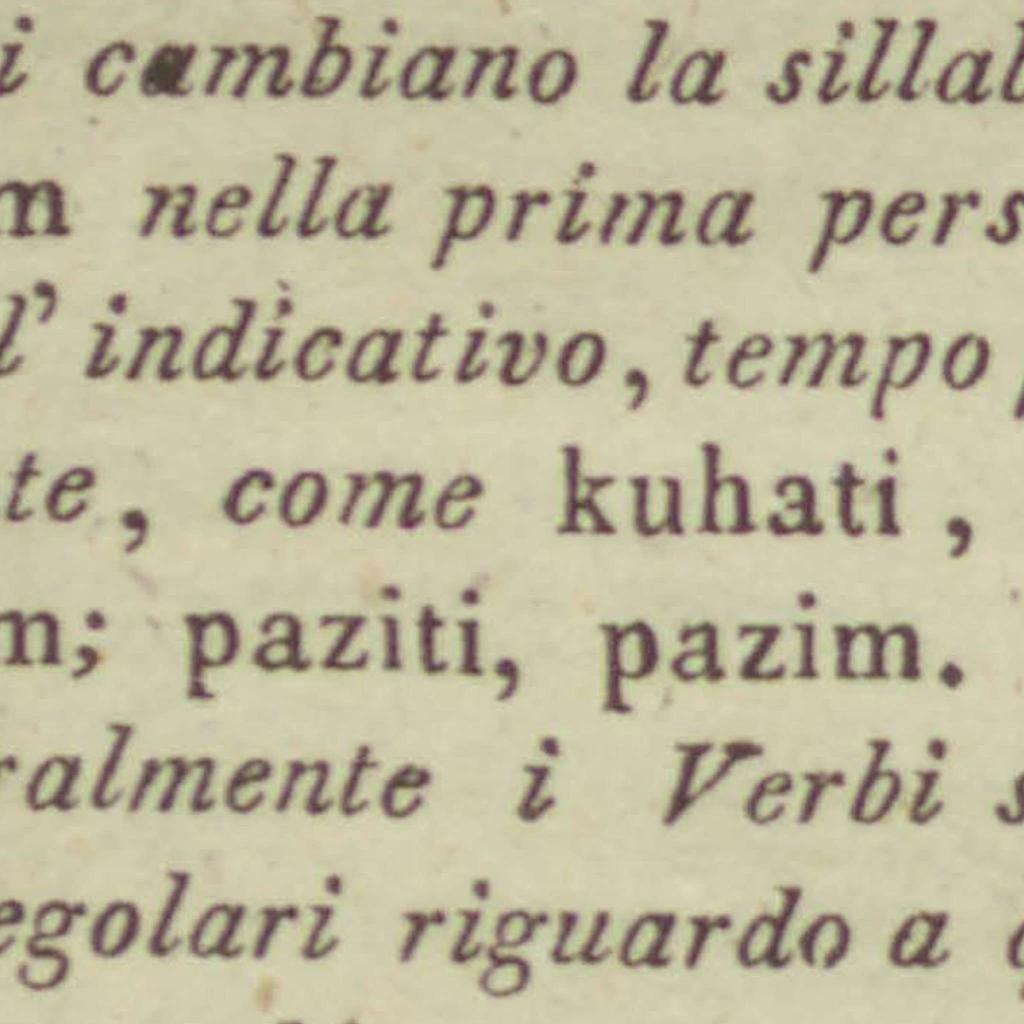 i cambiano la sillab
m nella prima pers
l' indicativo, tempo
te, come kuhati,
m; paziti, pazim.
ralmente i Verbi s
egolari riguardo a